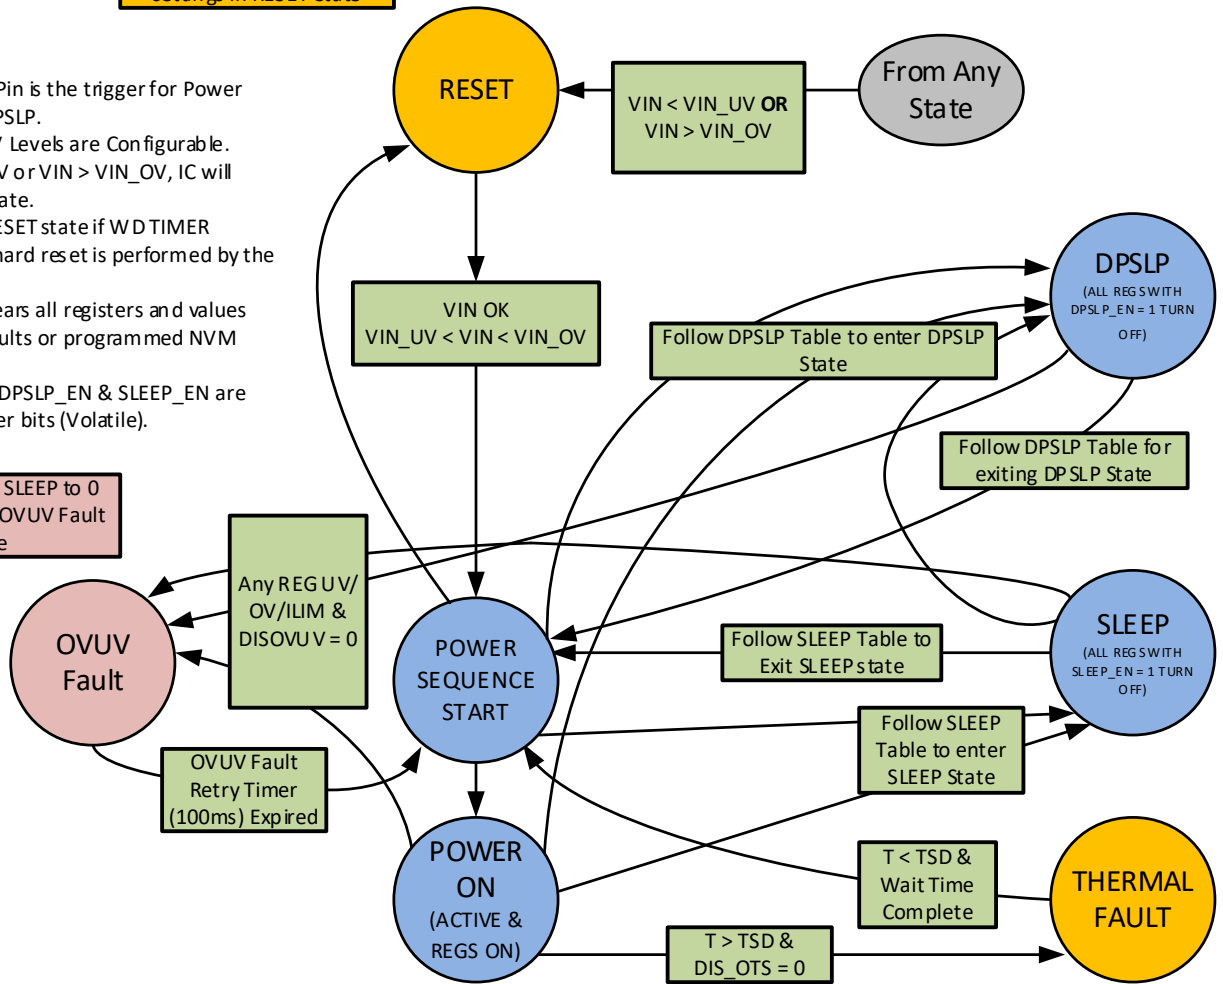 RESET
From Any
State
VIN < VIN_UV OR
VIN > VIN_OV
Pin is the trigger for Power
PSLP.
Levels are Configurable.
or VIN > VIN_OV, IC will
ate.
ESET state if WD TIMER
hard reset is performed by the
ears all registers and values
ults or programmed NVM
DPSLP_EN & SLEEP_EN are
er bits (Volatile).
VIN OK
VIN_UV < VIN < VIN_OV
DPSLP
(ALL REGS WITH
DPSLP_EN = 1 TURN
OFF)
Follow DPSLP Table to enter DPSLP
State
Follow DPSLP Table for
exiting DPSLP State
SLEEP to 0
OVUV Fault
Any REG UV/
OV/ILIM &
DISOVUV = 0
OVUV
Fault
POWER
SEQUENCE
START
Follow SLEEP Table to
Exit SLEEP state
SLEEP
(ALL REGS WITH
SLEEP_EN = 1 TURN
OFF)
Follow SLEEP
Table to enter
SLEEP State
OVUV Fault
Retry Timer
(100ms) Expired
POWER
ON
(ACTIVE &
REGS ON)
T < TSD &
Wait Time
Complete
THERMAL
FAULT
T > TSD &
DIS_OTS = 0